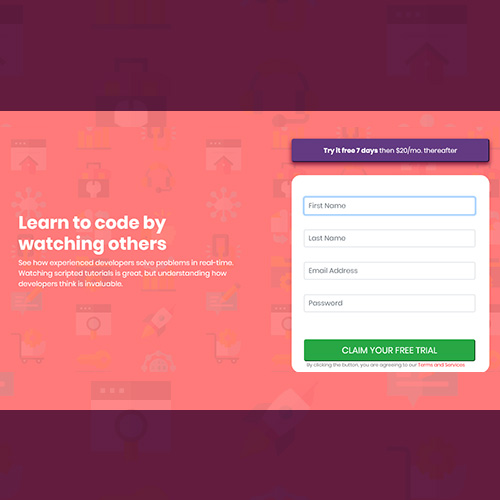 Try it free 7 days then $20/mo. thereafter
Learn to code by
watching others
See how experienced developers solve problems in real-time.
Watching scripted tutorials is great, but understanding how
developers think is invaluable.
First Name
Last Name
Email Address
Password
CLAIM YOUR FREE TRIAL
By clicking the button, you are agreeing to our Terms and Services